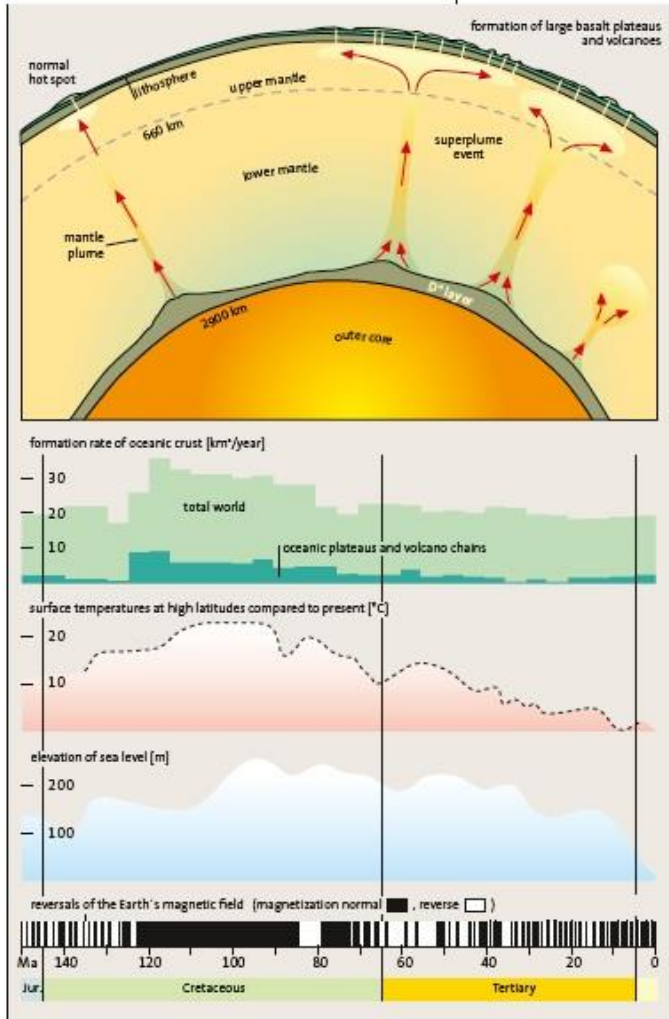 formation of large basalt plateaus
and volcanoes
normal
hot spot
lithosphere
upper mantle
660 km
superplume
event
lower mantle
mantle
plume
D" layer
2900 km
outer core
formation rate of oceanic crust [km³/year]
30
20
10
total world
oceanic plateaus and volcano chains
surface temperatures at high latitudes compared to present [°C]
20
10
elevation of sea level [m]
200
100
reversals of the Earth's magnetic field (magnetization normal , reverse )
Ma 140 120 100 80 60 40 20 0
Jur. Cretaceous Tertiary